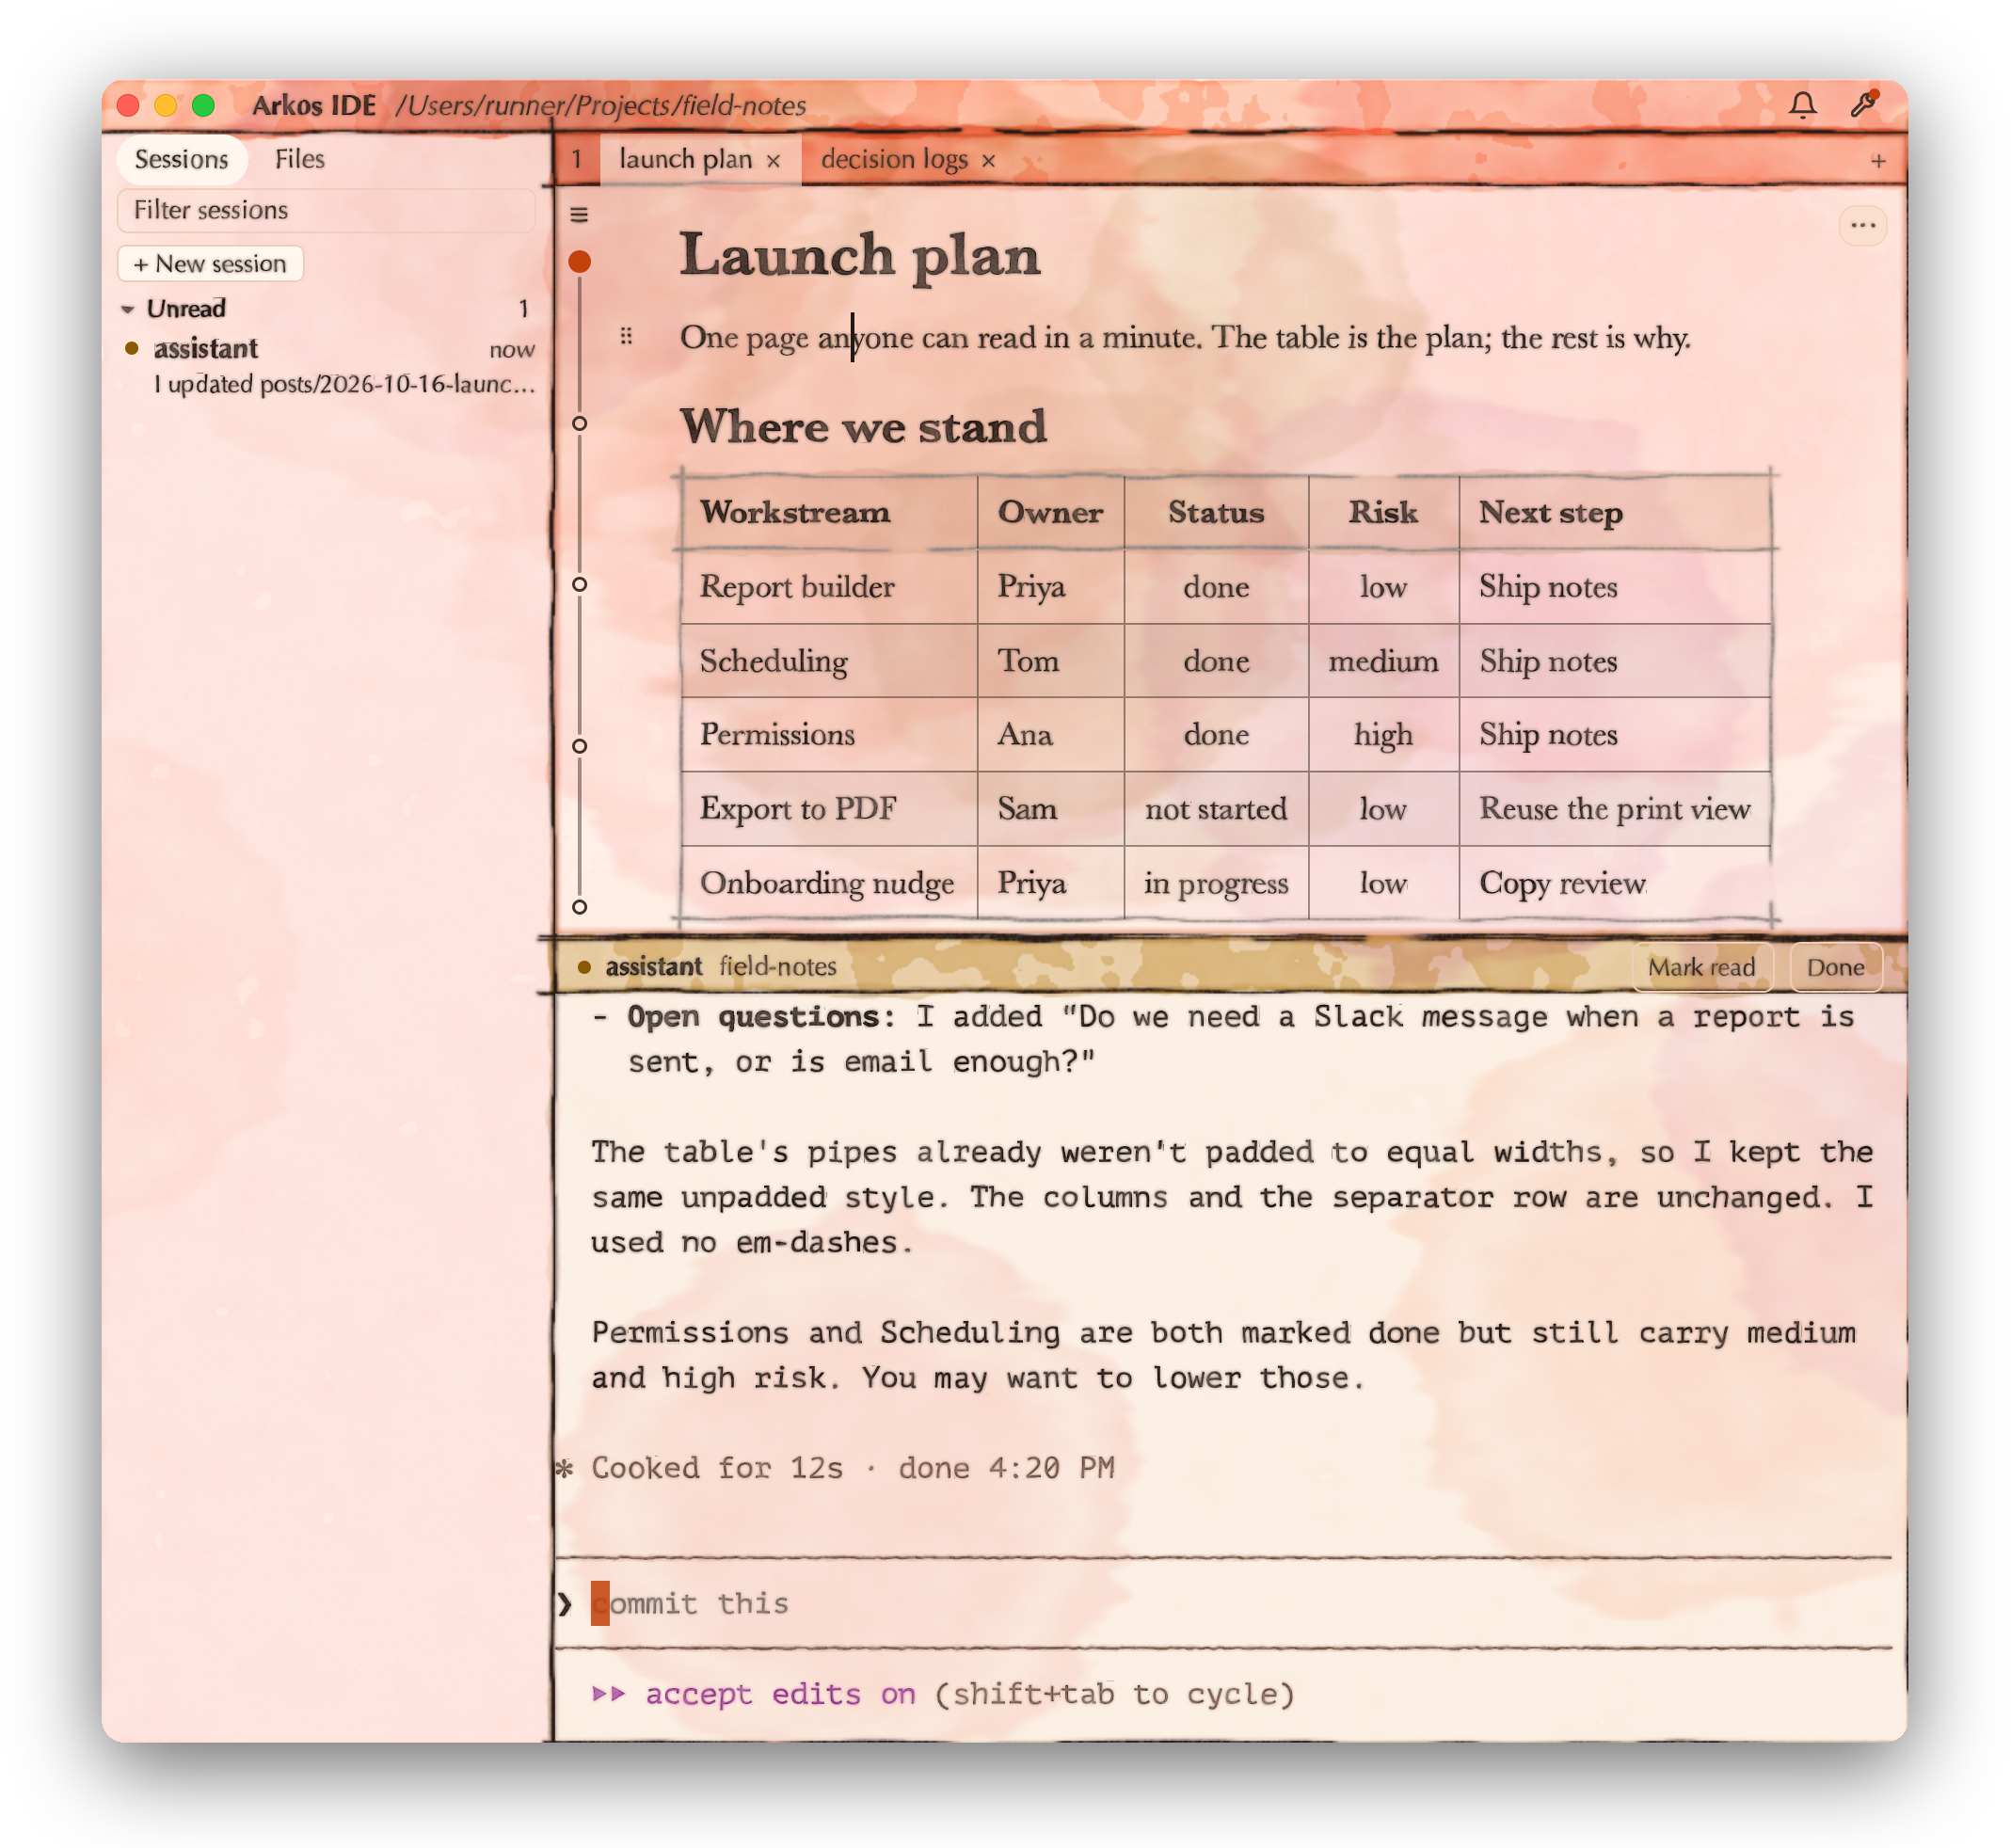 Arkos IDE /Users/runner/Projects/field-notes
Sessions Files
Filter sessions
+ New session
Unread 1
assistant now
I updated posts/2026-10-16-launc...
1 launch plan × decision logs × +
Launch plan
One page anyone can read in a minute. The table is the plan; the rest is why.
Where we stand
Workstream Owner Status Risk Next step
Report builder Priya done low Ship notes
Scheduling Tom done medium Ship notes
Permissions Ana done high Ship notes
Export to PDF Sam not started low Reuse the print view
Onboarding nudge Priya in progress low Copy review
assistant field-notes Mark read Done
- Open questions: I added "Do we need a Slack message when a report is
sent, or is email enough?"
The table's pipes already weren't padded to equal widths, so I kept the
same unpadded style. The columns and the separator row are unchanged. I
used no em-dashes.
Permissions and Scheduling are both marked done but still carry medium
and high risk. You may want to lower those.
✻ Cooked for 12s · done 4:20 PM
❯ commit this
▸▸ accept edits on (shift+tab to cycle)